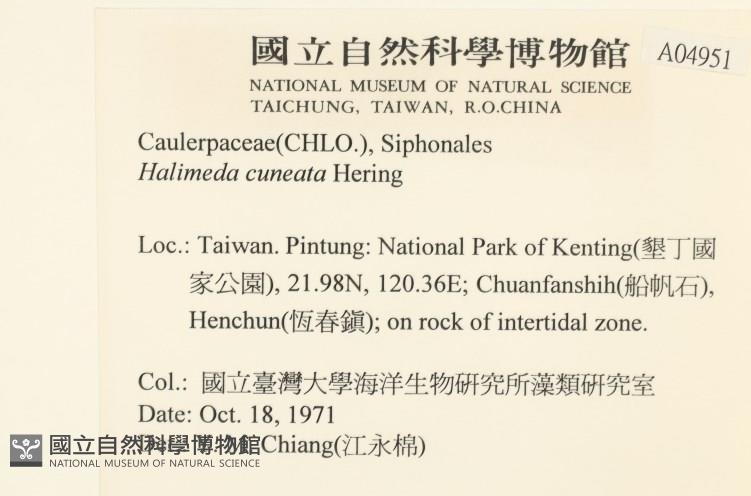 國立自然科學博物館
A04951
NATIONAL MUSEUM OF NATURAL SCIENCE
TAICHUNG, TAIWAN, R.O.CHINA
Caulerpaceae(CHLO.), Siphonales
Halimeda cuneata Hering
Loc.: Taiwan. Pintung: National Park of Kenting(墾丁國
家公園), 21.98N, 120.36E; Chuanfanshih(船帆石),
Henchun(恆春鎮); on rock of intertidal zone.
Col.: 國立臺灣大學海洋生物研究所藻類研究室
Date: Oct. 18, 1971
Chiang(江永棉)
國立自然科學博物館
NATIONAL MUSEUM OF NATURAL SCIENCE